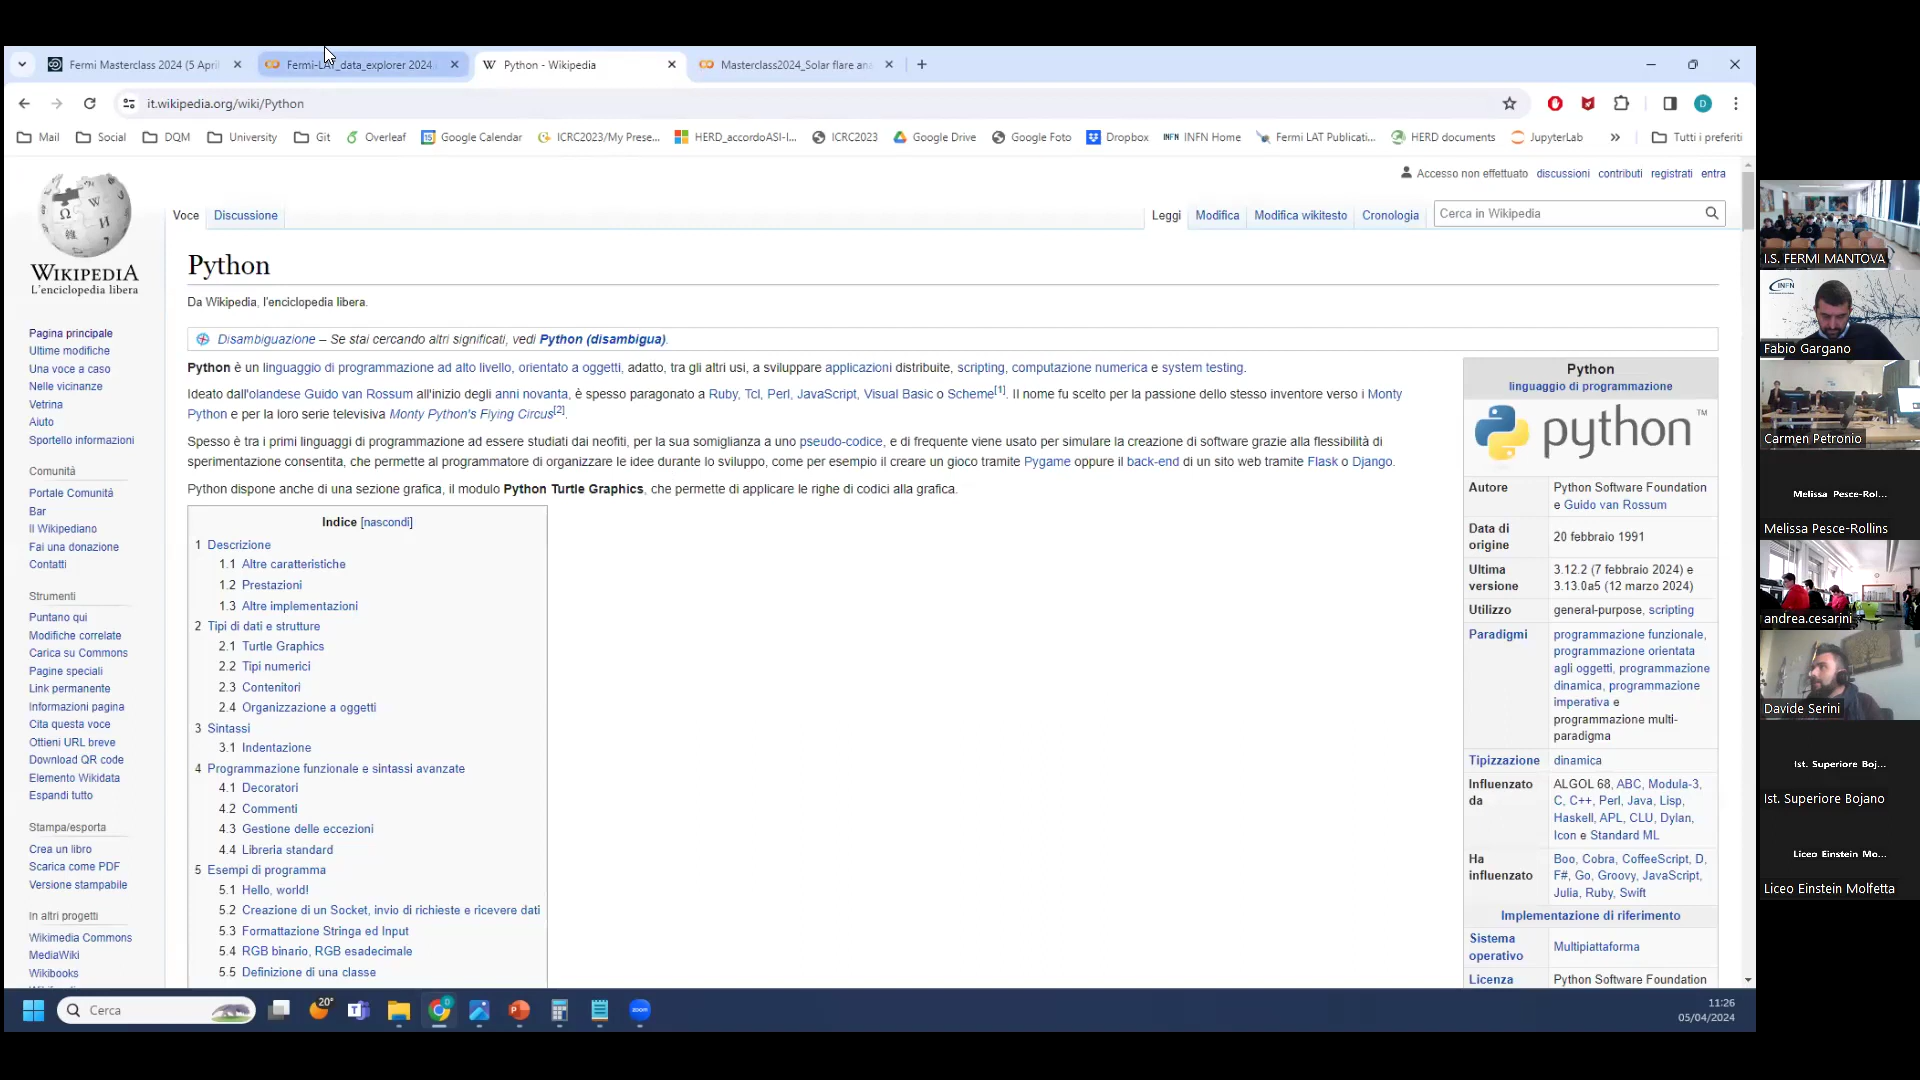 Fermi Masterclass 2024 (5 April
Fermi-LAT_data_explorer 2024
Python - Wikipedia
Masterclass2024_Solar flare ana
it.wikipedia.org/wiki/Python
D
Mail
Social
DQM
University
Git
Overleaf
Google Calendar
ICRC2023/My Prese...
HERD_accordoASI-I...
ICRC2023
Google Drive
Google Foto
Dropbox
INFN Home
Fermi LAT Publicati...
HERD documents
JupyterLab
Tutti i preferiti
Accesso non effettuato discussioni contributi registrati entra
Voce Discussione
Leggi Modifica Modifica wikitesto Cronologia Cerca in Wikipedia
WIKIPEDIA
L'enciclopedia libera
Pagina principale
Ultime modifiche
Una voce a caso
Nelle vicinanze
Vetrina
Aiuto
Sportello informazioni
Comunità
Portale Comunità
Bar
Il Wikipediano
Fai una donazione
Contatti
Strumenti
Puntano qui
Modifiche correlate
Carica su Commons
Pagine speciali
Link permanente
Informazioni pagina
Cita questa voce
Ottieni URL breve
Download QR code
Elemento Wikidata
Espandi tutto
Stampa/esporta
Crea un libro
Scarica come PDF
Versione stampabile
In altri progetti
Wikimedia Commons
MediaWiki
Wikibooks
Python
Da Wikipedia, l'enciclopedia libera.
Disambiguazione – Se stai cercando altri significati, vedi Python (disambigua).
Python è un linguaggio di programmazione ad alto livello, orientato a oggetti, adatto, tra gli altri usi, a sviluppare applicazioni distribuite, scripting, computazione numerica e system testing.
Ideato dall'olandese Guido van Rossum all'inizio degli anni novanta, è spesso paragonato a Ruby, Tcl, Perl, JavaScript, Visual Basic o Scheme[1]. Il nome fu scelto per la passione dello stesso inventore verso i Monty
Python e per la loro serie televisiva Monty Python's Flying Circus[2].
Spesso è tra i primi linguaggi di programmazione ad essere studiati dai neofiti, per la sua somiglianza a uno pseudo-codice, e di frequente viene usato per simulare la creazione di software grazie alla flessibilità di
sperimentazione consentita, che permette al programmatore di organizzare le idee durante lo sviluppo, come per esempio il creare un gioco tramite Pygame oppure il back-end di un sito web tramite Flask o Django.
Python dispone anche di una sezione grafica, il modulo Python Turtle Graphics, che permette di applicare le righe di codici alla grafica.
Indice [nascondi]
1 Descrizione
1.1 Altre caratteristiche
1.2 Prestazioni
1.3 Altre implementazioni
2 Tipi di dati e strutture
2.1 Turtle Graphics
2.2 Tipi numerici
2.3 Contenitori
2.4 Organizzazione a oggetti
3 Sintassi
3.1 Indentazione
4 Programmazione funzionale e sintassi avanzate
4.1 Decoratori
4.2 Commenti
4.3 Gestione delle eccezioni
4.4 Libreria standard
5 Esempi di programma
5.1 Hello, world!
5.2 Creazione di un Socket, invio di richieste e ricevere dati
5.3 Formattazione Stringa ed Input
5.4 RGB binario, RGB esadecimale
5.5 Definizione di una classe
Python
linguaggio di programmazione
python™
Autore
Python Software Foundation
e Guido van Rossum
Data di
origine
20 febbraio 1991
Ultima
versione
3.12.2 (7 febbraio 2024) e
3.13.0a5 (12 marzo 2024)
Utilizzo
general-purpose, scripting
Paradigmi
programmazione funzionale,
programmazione orientata
agli oggetti, programmazione
dinamica, programmazione
imperativa e
programmazione multi-
paradigma
Tipizzazione
dinamica
Influenzato
da
ALGOL 68, ABC, Modula-3,
C, C++, Perl, Java, Lisp,
Haskell, APL, CLU, Dylan,
Icon e Standard ML
Ha
influenzato
Boo, Cobra, CoffeeScript, D,
F#, Go, Groovy, JavaScript,
Julia, Ruby, Swift
Implementazione di riferimento
Sistema
operativo
Multipiattaforma
Licenza
Python Software Foundation
Cerca
20°
zoom
11:26
05/04/2024
I.S. FERMI MANTOVA
INFN
Fabio Gargano
Carmen Petronio
Melissa Pesce-Rol...
Melissa Pesce-Rollins
andrea.cesarini
Davide Serini
Ist. Superiore Boj...
Ist. Superiore Bojano
Liceo Einstein Mo...
Liceo Einstein Molfetta